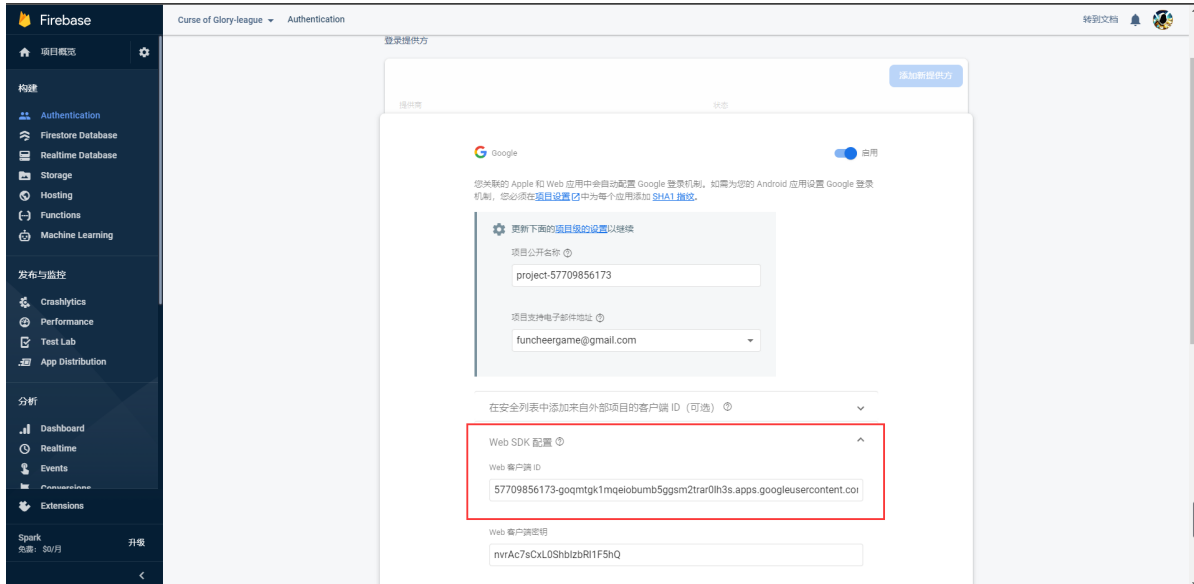 Firebase
Curse of Glory-league
Authentication
转到文档
项目概览
登录提供方
添加新提供方
构建
提供商
状态
Authentication
Firestore Database
Realtime Database
Storage
Hosting
Functions
Machine Learning
Google
启用
您关联的 Apple 和 Web 应用中会自动配置 Google 登录机制。如需为您的 Android 应用设置 Google 登录
机制，您必须在项目设置中为每个应用添加 SHA1 指纹。
更新下面的项目级的设置以继续
项目公开名称
project-57709856173
项目支持电子邮件地址
funcheergame@gmail.com
发布与监控
Crashlytics
Performance
Test Lab
App Distribution
分析
Dashboard
Realtime
Events
Conversions
Extensions
Spark
免费：$0/月
升级
在安全列表中添加来自外部项目的客户端 ID（可选）
Web SDK 配置
Web 客户端 ID
57709856173-goqmtgk1mqeiobumb5ggsm2trar0lh3s.apps.googleusercontent.co
Web 客户端密钥
nvrAc7sCxL0ShbIzbRl1F5hQ